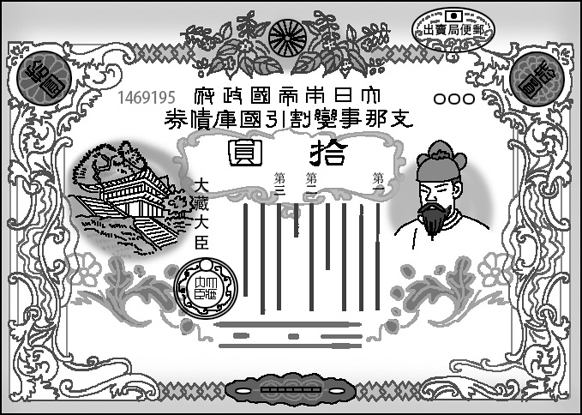 郵便局賣出
大日本帝國政府
○○○
1469195
支那事變割引國庫債券
拾圓
第一
第二
第三
大藏大臣